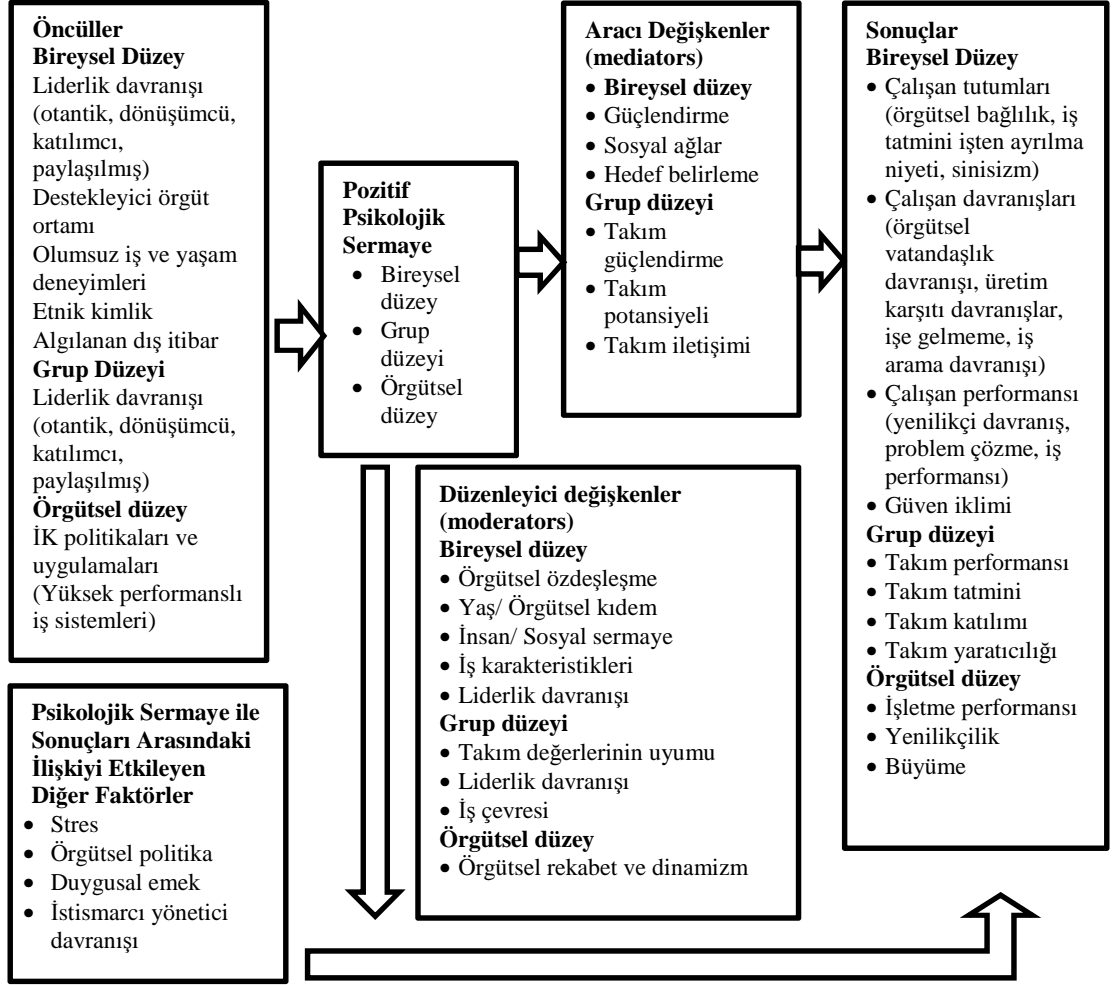 Öncüller
Bireysel Düzey
Liderlik davranışı
(otantik, dönüşümcü,
katılımcı,
paylaşılmış)
Destekleyici örgüt
ortamı
Olumsuz iş ve yaşam
deneyimleri
Etnik kimlik
Algılanan dış itibar
Grup Düzeyi
Liderlik davranışı
(otantik, dönüşümcü,
katılımcı,
paylaşılmış)
Örgütsel düzey
İK politikaları ve
uygulamaları
(Yüksek performanslı
iş sistemleri)
Psikolojik Sermaye ile
Sonuçları Arasındaki
İlişkiyi Etkileyen
Diğer Faktörler
• Stres
• Örgütsel politika
• Duygusal emek
• İstismarcı yönetici
davranışı
Pozitif
Psikolojik
Sermaye
• Bireysel
düzey
• Grup
düzeyi
• Örgütsel
düzey
Aracı Değişkenler
(mediators)
• Bireysel düzey
• Güçlendirme
• Sosyal ağlar
• Hedef belirleme
Grup düzeyi
• Takım
güçlendirme
• Takım
potansiyeli
• Takım iletişimi
Düzenleyici değişkenler
(moderators)
Bireysel düzey
• Örgütsel özdeşleşme
• Yaş/ Örgütsel kıdem
• İnsan/ Sosyal sermaye
• İş karakteristikleri
• Liderlik davranışı
Grup düzeyi
• Takım değerlerinin uyumu
• Liderlik davranışı
• İş çevresi
Örgütsel düzey
• Örgütsel rekabet ve dinamizm
Sonuçlar
Bireysel Düzey
• Çalışan tutumları
(örgütsel bağlılık, iş
tatmini işten ayrılma
niyeti, sinisizm)
• Çalışan davranışları
(örgütsel
vatandaşlık
davranışı, üretim
karşıtı davranışlar,
işe gelmeme, iş
arama davranışı)
• Çalışan performansı
(yenilikçi davranış,
problem çözme, iş
performansı)
• Güven iklimi
Grup düzeyi
• Takım performansı
• Takım tatmini
• Takım katılımı
• Takım yaratıcılığı
Örgütsel düzey
• İşletme performansı
• Yenilikçilik
• Büyüme